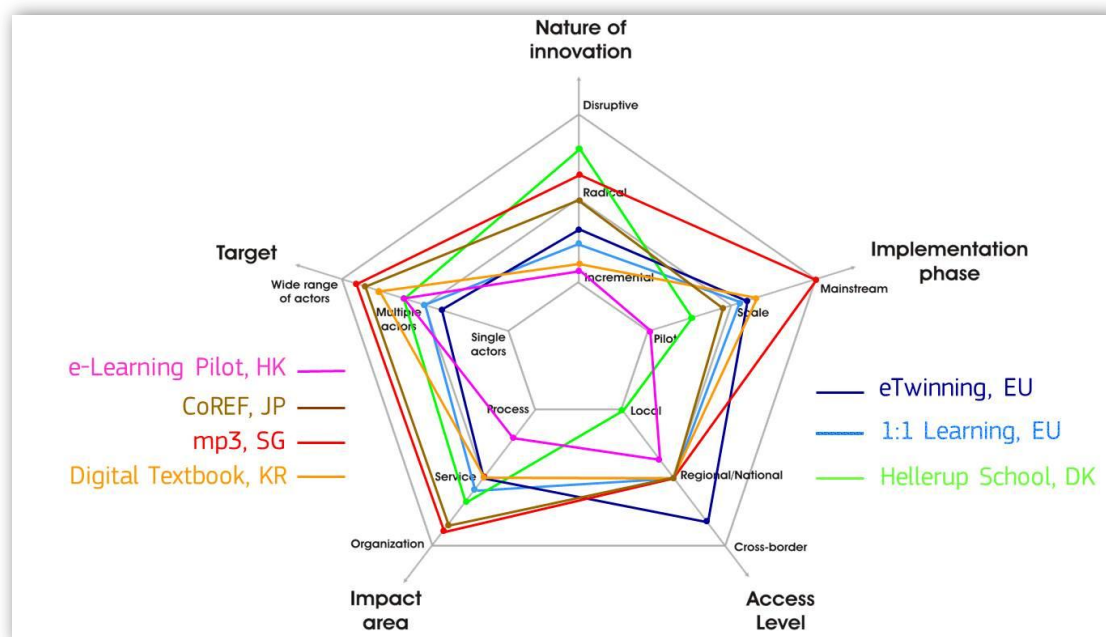 Nature of
innovation
Disruptive
Radical
Incremental
Target
Wide range
of actors
Multiple
actors
Single
actors
Implementation
phase
Mainstream
Scale
Pilot
e-Learning Pilot, HK
CoREF, JP
mp3, SG
Digital Textbook, KR
eTwinning, EU
1:1 Learning, EU
Hellerup School, DK
Process
Service
Organization
Local
Regional/National
Cross-border
Impact
area
Access
Level